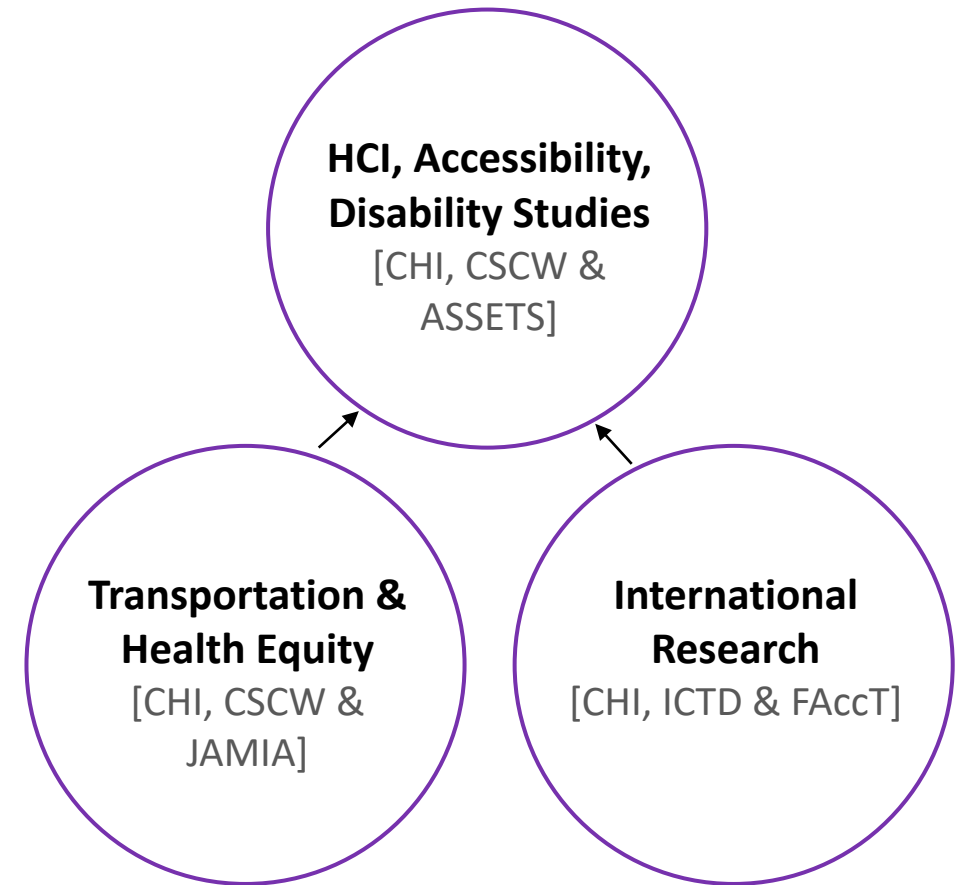 HCI, Accessibility,
Disability Studies
[CHI, CSCW &
ASSETS]
Transportation &
Health Equity
[CHI, CSCW &
JAMIA]
International
Research
[CHI, ICTD & FAccT]